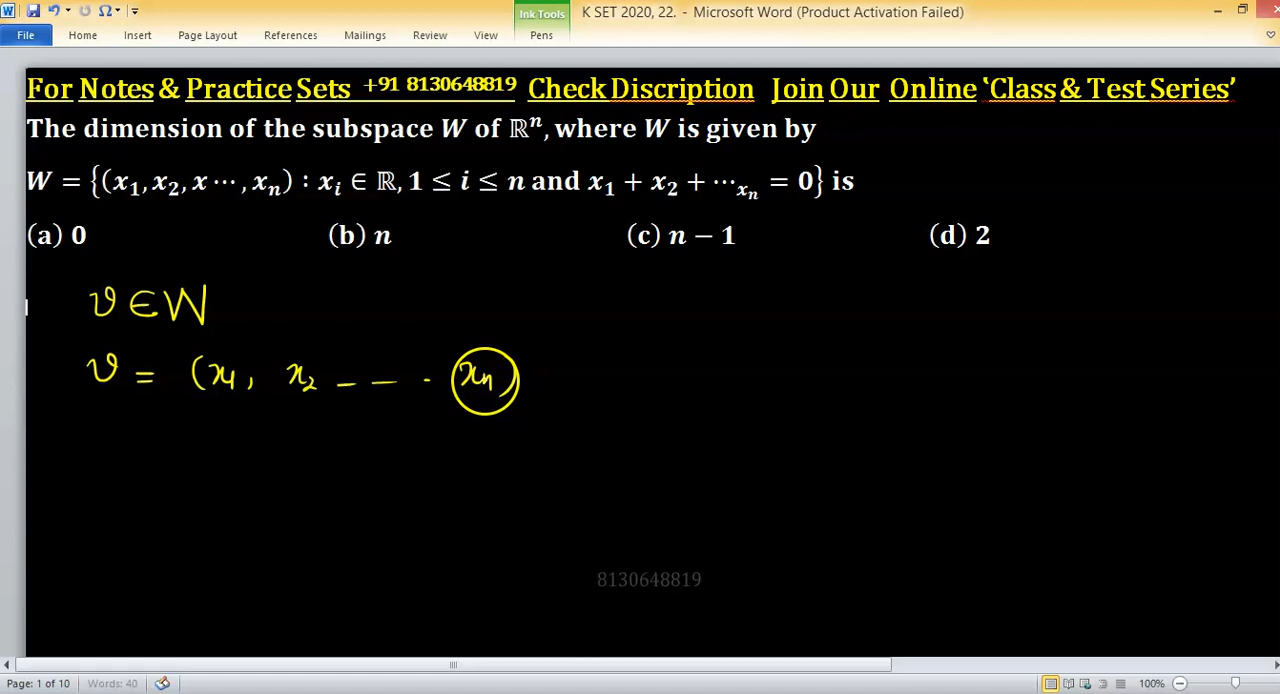 K SET 2020, 22. - Microsoft Word (Product Activation Failed)
Ink Tools
File Home Insert Page Layout References Mailings Review View Pens
For Notes & Practice Sets +91 8130648819 Check Discription Join Our Online ‘Class & Test Series’
The dimension of the subspace W of ℝⁿ, where W is given by
W = {(x₁, x₂, x ⋯, xₙ) : xᵢ ∈ ℝ, 1 ≤ i ≤ n and x₁ + x₂ + ⋯ₓₙ = 0} is
(a) 0 (b) n (c) n − 1 (d) 2
v ∈ W
v = (x₁, x₂ _ _ . xₙ)
8130648819
Page: 1 of 10 Words: 40 100%